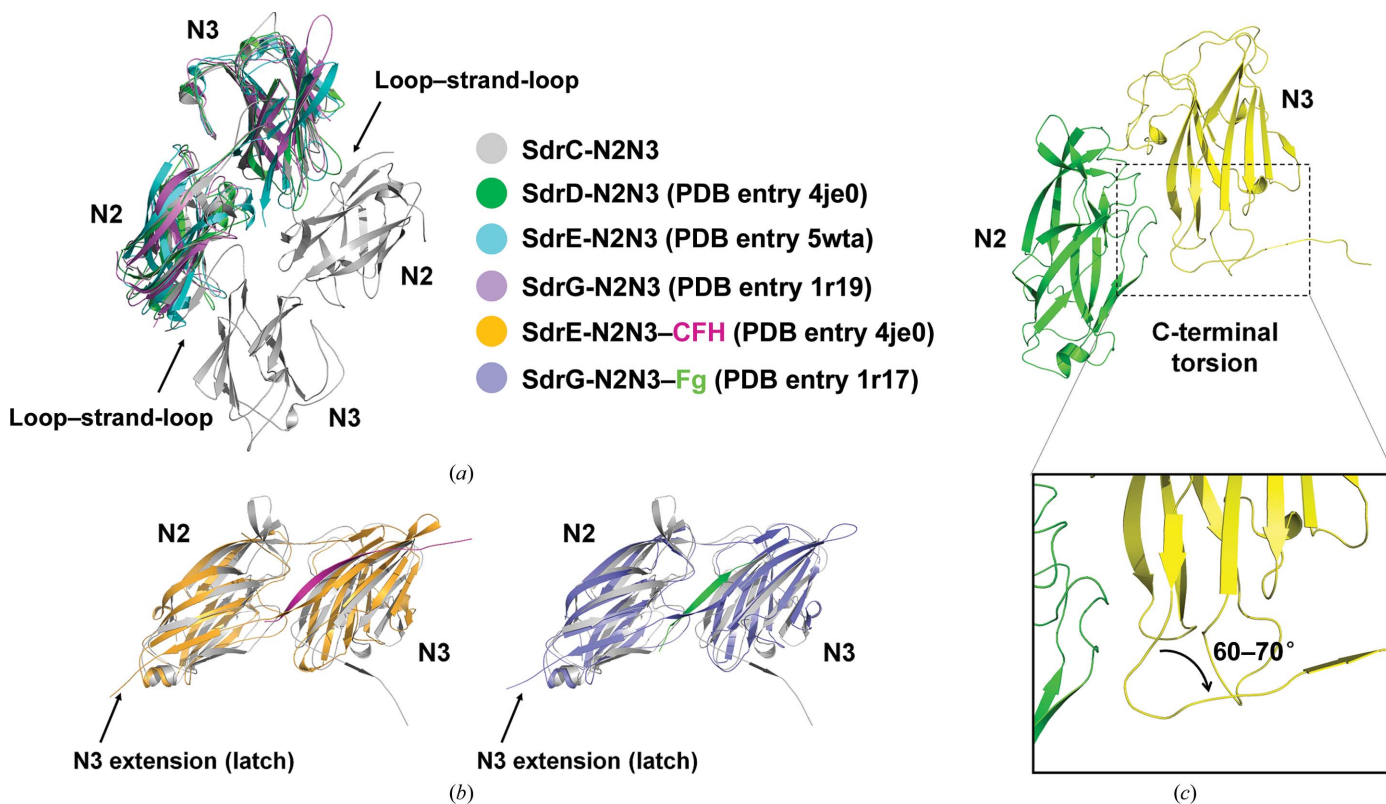 N3
Loop–strand-loop
N2
N2
Loop–strand-loop
N3
SdrC-N2N3
SdrD-N2N3 (PDB entry 4je0)
SdrE-N2N3 (PDB entry 5wta)
SdrG-N2N3 (PDB entry 1r19)
SdrE-N2N3–CFH (PDB entry 4je0)
SdrG-N2N3–Fg (PDB entry 1r17)
(a)
N2
N3
N3 extension (latch)
N2
N3
N3 extension (latch)
(b)
N3
N2
C-terminal
torsion
60–70°
(c)